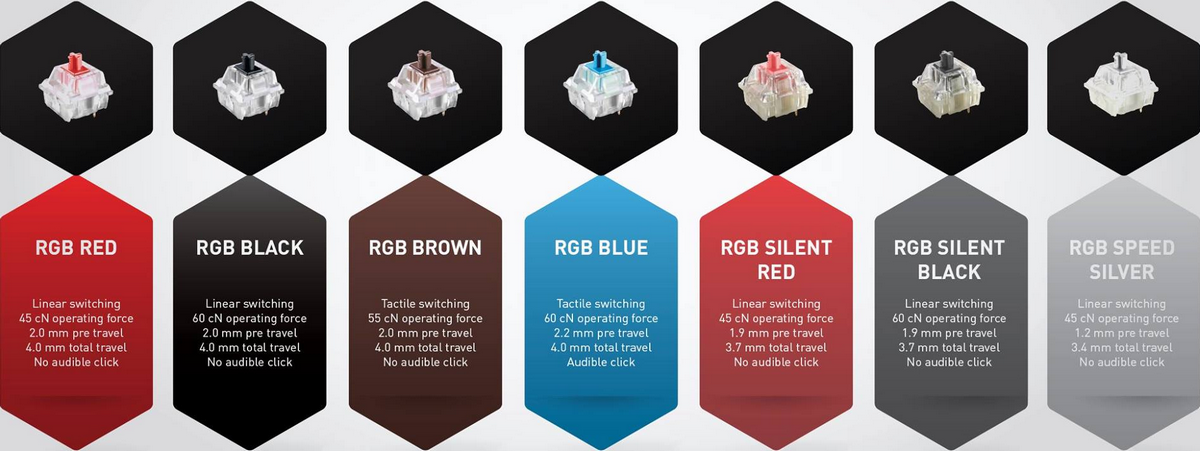 RGB RED
Linear switching
45 cN operating force
2.0 mm pre travel
4.0 mm total travel
No audible click
RGB BLACK
Linear switching
60 cN operating force
2.0 mm pre travel
4.0 mm total travel
No audible click
RGB BROWN
Tactile switching
55 cN operating force
2.0 mm pre travel
4.0 mm total travel
No audible click
RGB BLUE
Tactile switching
60 cN operating force
2.2 mm pre travel
4.0 mm total travel
Audible click
RGB SILENT
RED
Linear switching
45 cN operating force
1.9 mm pre travel
3.7 mm total travel
No audible click
RGB SILENT
BLACK
Linear switching
60 cN operating force
1.9 mm pre travel
3.7 mm total travel
No audible click
RGB SPEED
SILVER
Linear switching
45 cN operating force
1.2 mm pre travel
3.4 mm total travel
No audible click